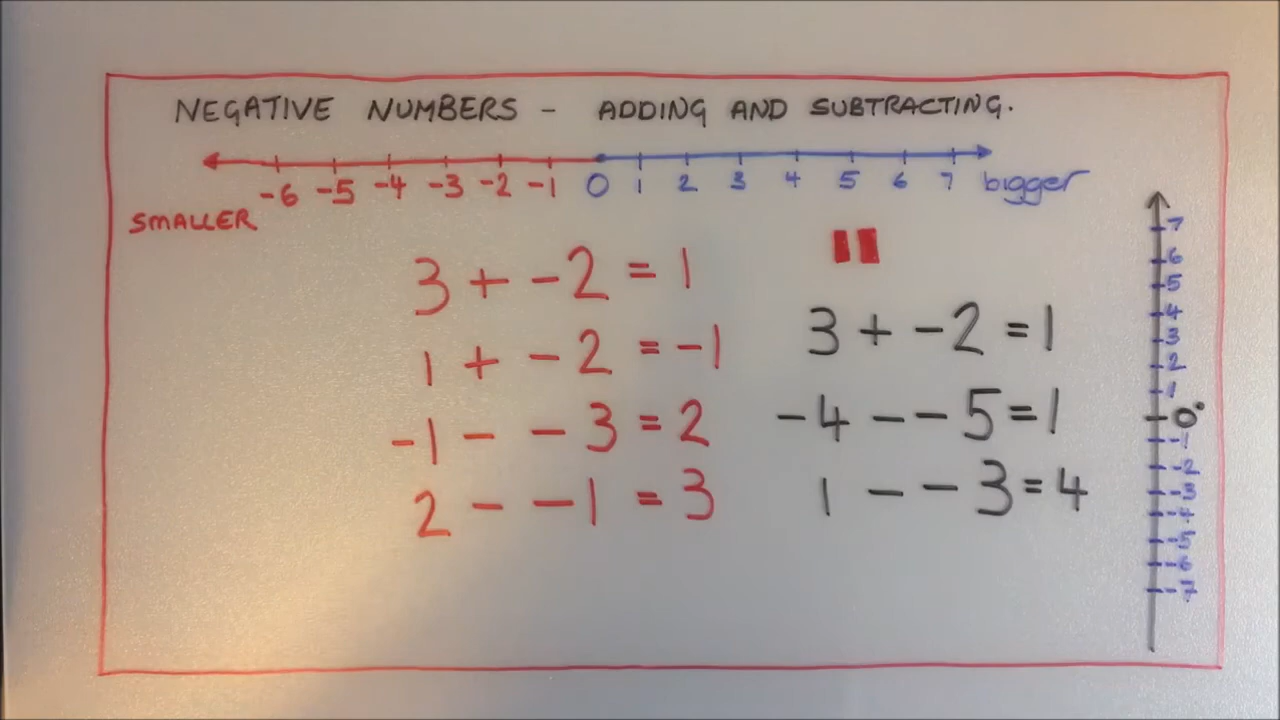 NEGATIVE NUMBERS - ADDING AND SUBTRACTING.
-6 -5 -4 -3 -2 -1 0 1 2 3 4 5 6 7 bigger
SMALLER
3 + -2 = 1
1 + -2 = -1
-1 - -3 = 2
2 - -1 = 3
3 + -2 = 1
-4 - -5 = 1
1 - -3 = 4
7
6
5
4
3
2
1
0°
-1
-2
-3
-4
-5
-6
-7